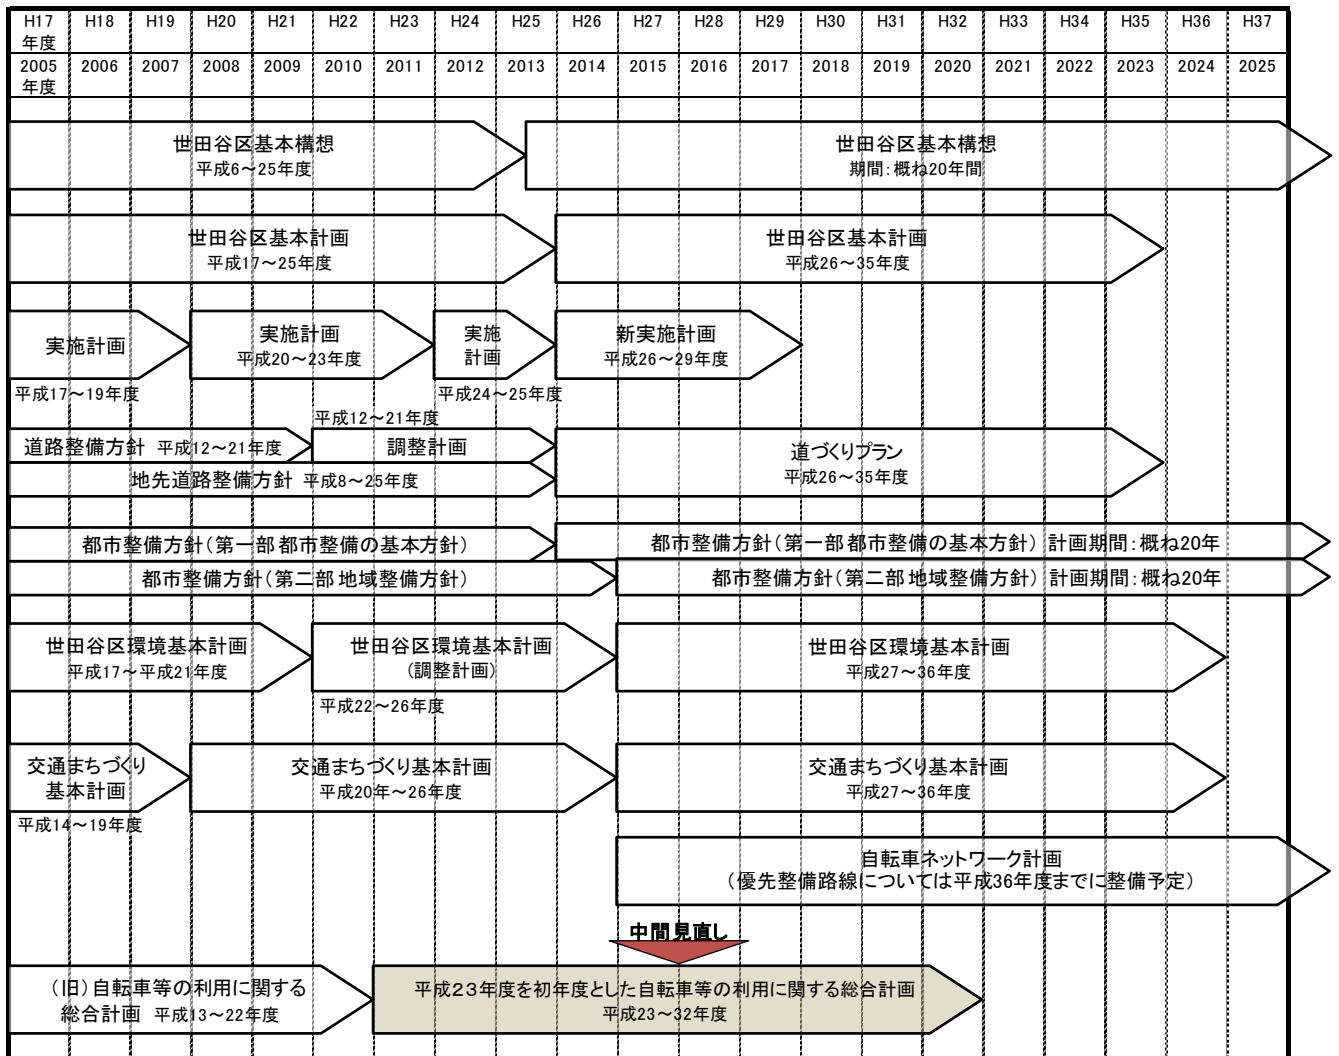 H17 H18 H19 H20 H21 H22 H23 H24 H25 H26 H27 H28 H29 H30 H31 H32 H33 H34 H35 H36 H37
年度
2005 2006 2007 2008 2009 2010 2011 2012 2013 2014 2015 2016 2017 2018 2019 2020 2021 2022 2023 2024 2025
年度
世田谷区基本構想
平成6～25年度
世田谷区基本構想
期間：概ね20年間
世田谷区基本計画
平成17～25年度
世田谷区基本計画
平成26～35年度
実施計画
平成17～19年度
実施計画
平成20～23年度
実施
計画
平成24～25年度
新実施計画
平成26～29年度
道路整備方針 平成12～21年度
平成12～21年度
調整計画
地先道路整備方針 平成8～25年度
道づくりプラン
平成26～35年度
都市整備方針（第一部 都市整備の基本方針）
都市整備方針（第一部 都市整備の基本方針） 計画期間：概ね20年
都市整備方針（第二部 地域整備方針）
都市整備方針（第二部 地域整備方針） 計画期間：概ね20年
世田谷区環境基本計画
平成17～平成21年度
世田谷区環境基本計画
(調整計画)
平成22～26年度
世田谷区環境基本計画
平成27～36年度
交通まちづくり
基本計画
平成14～19年度
交通まちづくり基本計画
平成20年～26年度
交通まちづくり基本計画
平成27～36年度
自転車ネットワーク計画
（優先整備路線については平成36年度までに整備予定）
中間見直し
（旧）自転車等の利用に関する
総合計画 平成13～22年度
平成２３年度を初年度とした自転車等の利用に関する総合計画
平成23～32年度